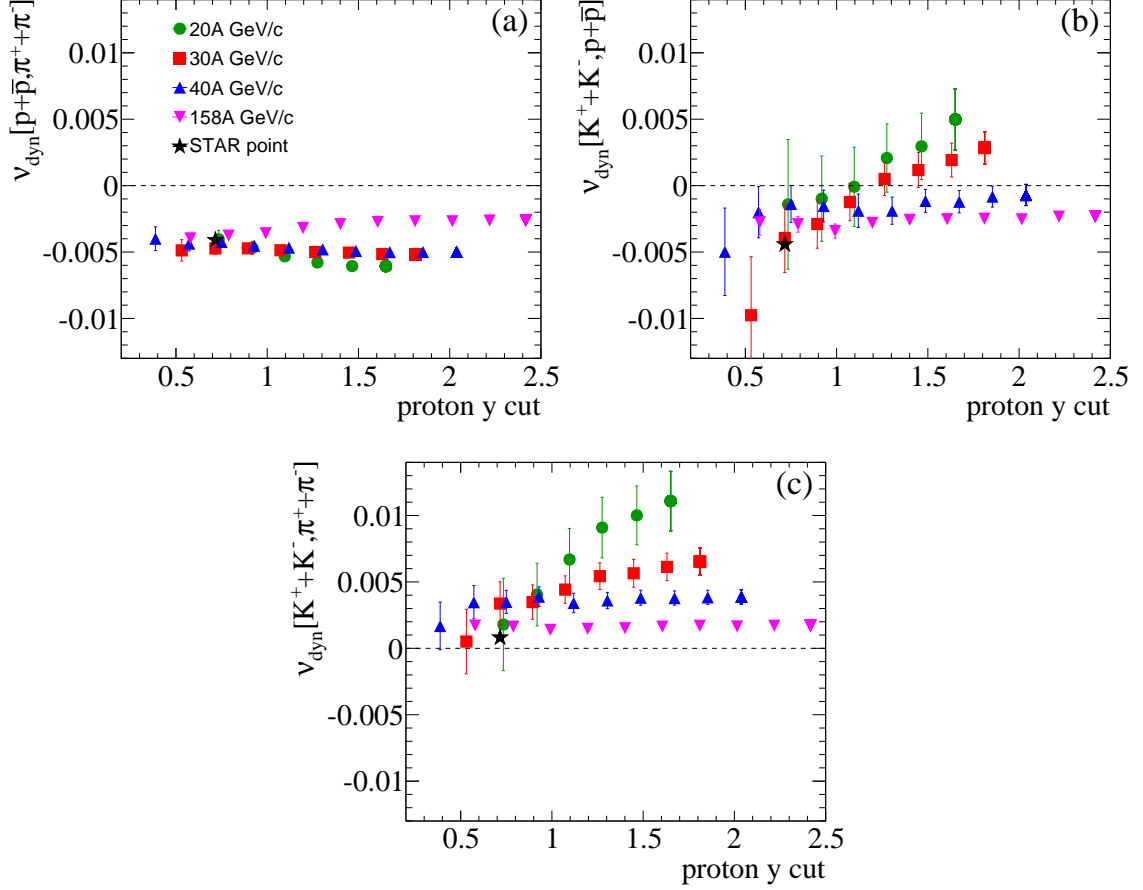 (a)
ν_dyn[p+p̄,π⁺+π⁻]
0.01
0.005
0
-0.005
-0.01
20A GeV/c
30A GeV/c
40A GeV/c
158A GeV/c
STAR point
0.5 1 1.5 2 2.5
proton y cut
(b)
ν_dyn[K⁺+K⁻,p+p̄]
0.01
0.005
0
-0.005
-0.01
0.5 1 1.5 2 2.5
proton y cut
(c)
ν_dyn[K⁺+K⁻,π⁺+π⁻]
0.01
0.005
0
-0.005
-0.01
0.5 1 1.5 2 2.5
proton y cut